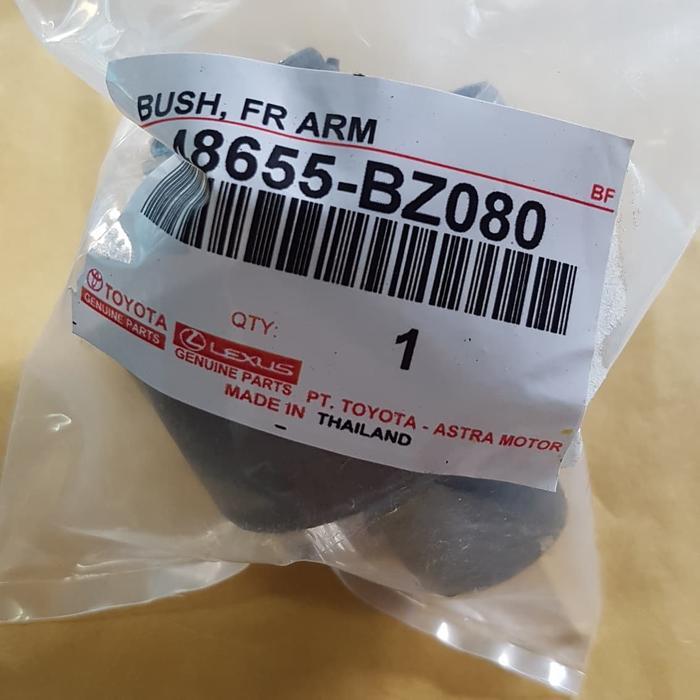 BUSH, FR ARM
48655-BZ080
BF
TOYOTA
GENUINE PARTS
LEXUS
GENUINE PARTS
QTY:
1
PT. TOYOTA - ASTRA MOTOR
MADE IN THAILAND